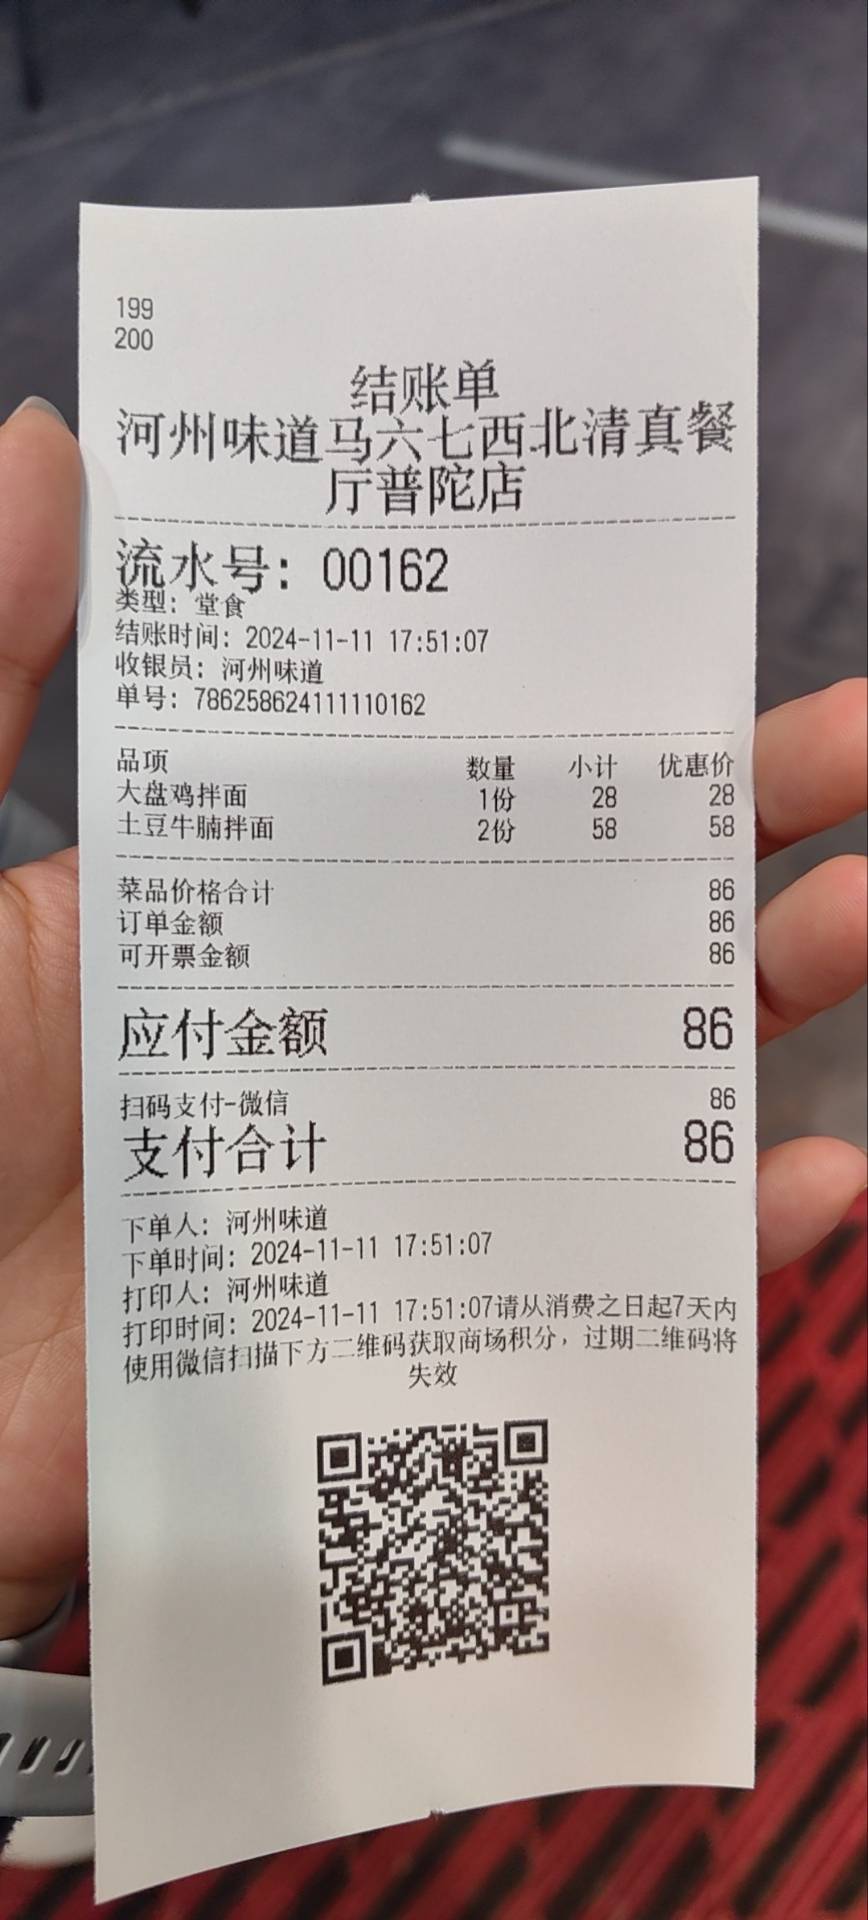 199
200
结账单
河州味道马六七西北清真餐
厅普陀店
流水号：00162
类型：堂食
结账时间：2024-11-11 17:51:07
收银员：河州味道
单号：786258624111110162
品项 数量 小计 优惠价
大盘鸡拌面 1份 28 28
土豆牛腩拌面 2份 58 58
菜品价格合计 86
订单金额 86
可开票金额 86
应付金额 86
扫码支付-微信 86
支付合计 86
下单人：河州味道
下单时间：2024-11-11 17:51:07
打印人：河州味道
打印时间：2024-11-11 17:51:07请从消费之日起7天内
使用微信扫描下方二维码获取商场积分，过期二维码将
失效